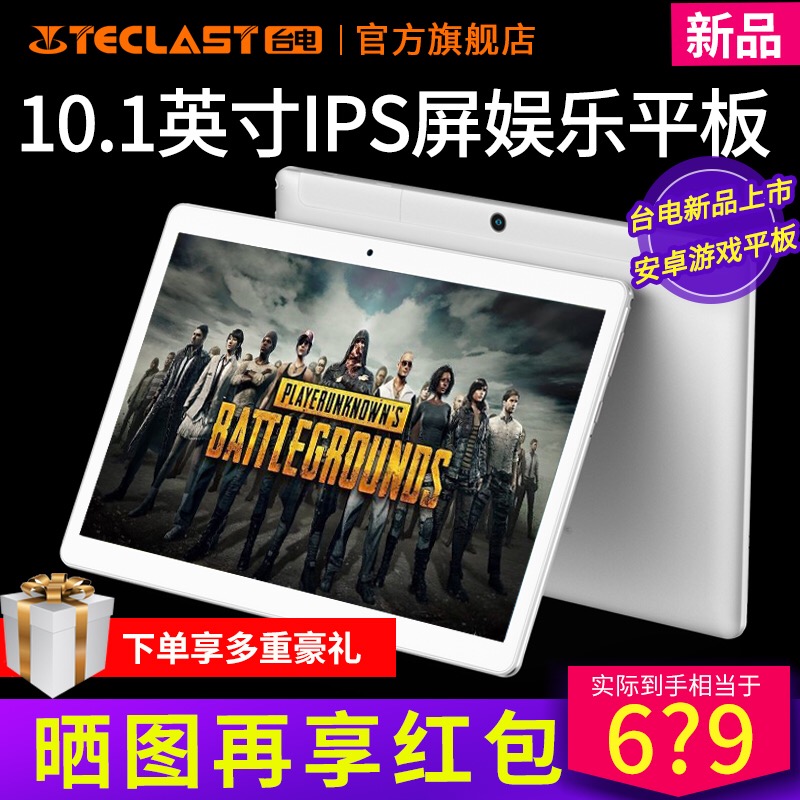 TECLAST台电 | 官方旗舰店
新品
10.1英寸IPS屏娱乐平板
台电新品上市
安卓游戏平板
PLAYERUNKNOWN'S
BATTLEGROUNDS
下单享多重豪礼
实际到手相当于
晒图再享红包
6?9